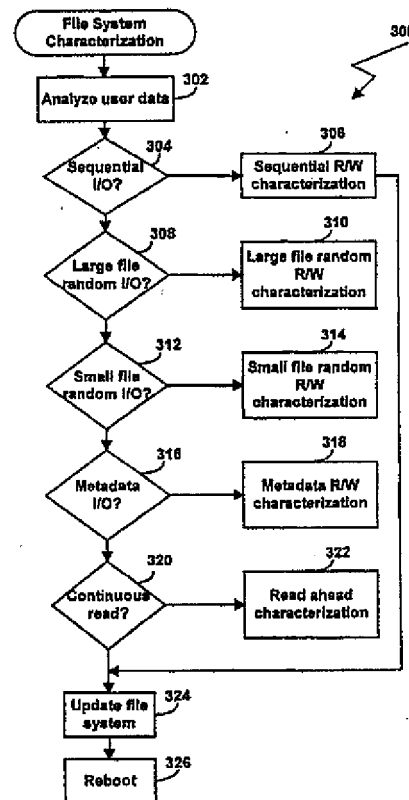 File System
Characterization
300
Analyze user data
302
304
Sequential
I/O?
306
Sequential R/W
characterization
308
Large file
random I/O?
310
Large file random
R/W
characterization
312
Small file
random I/O?
314
Small file random
R/W
characterization
316
Metadata
I/O?
318
Metadata R/W
characterization
320
Continuous
read?
322
Read ahead
characterization
324
Update file
system
326
Reboot